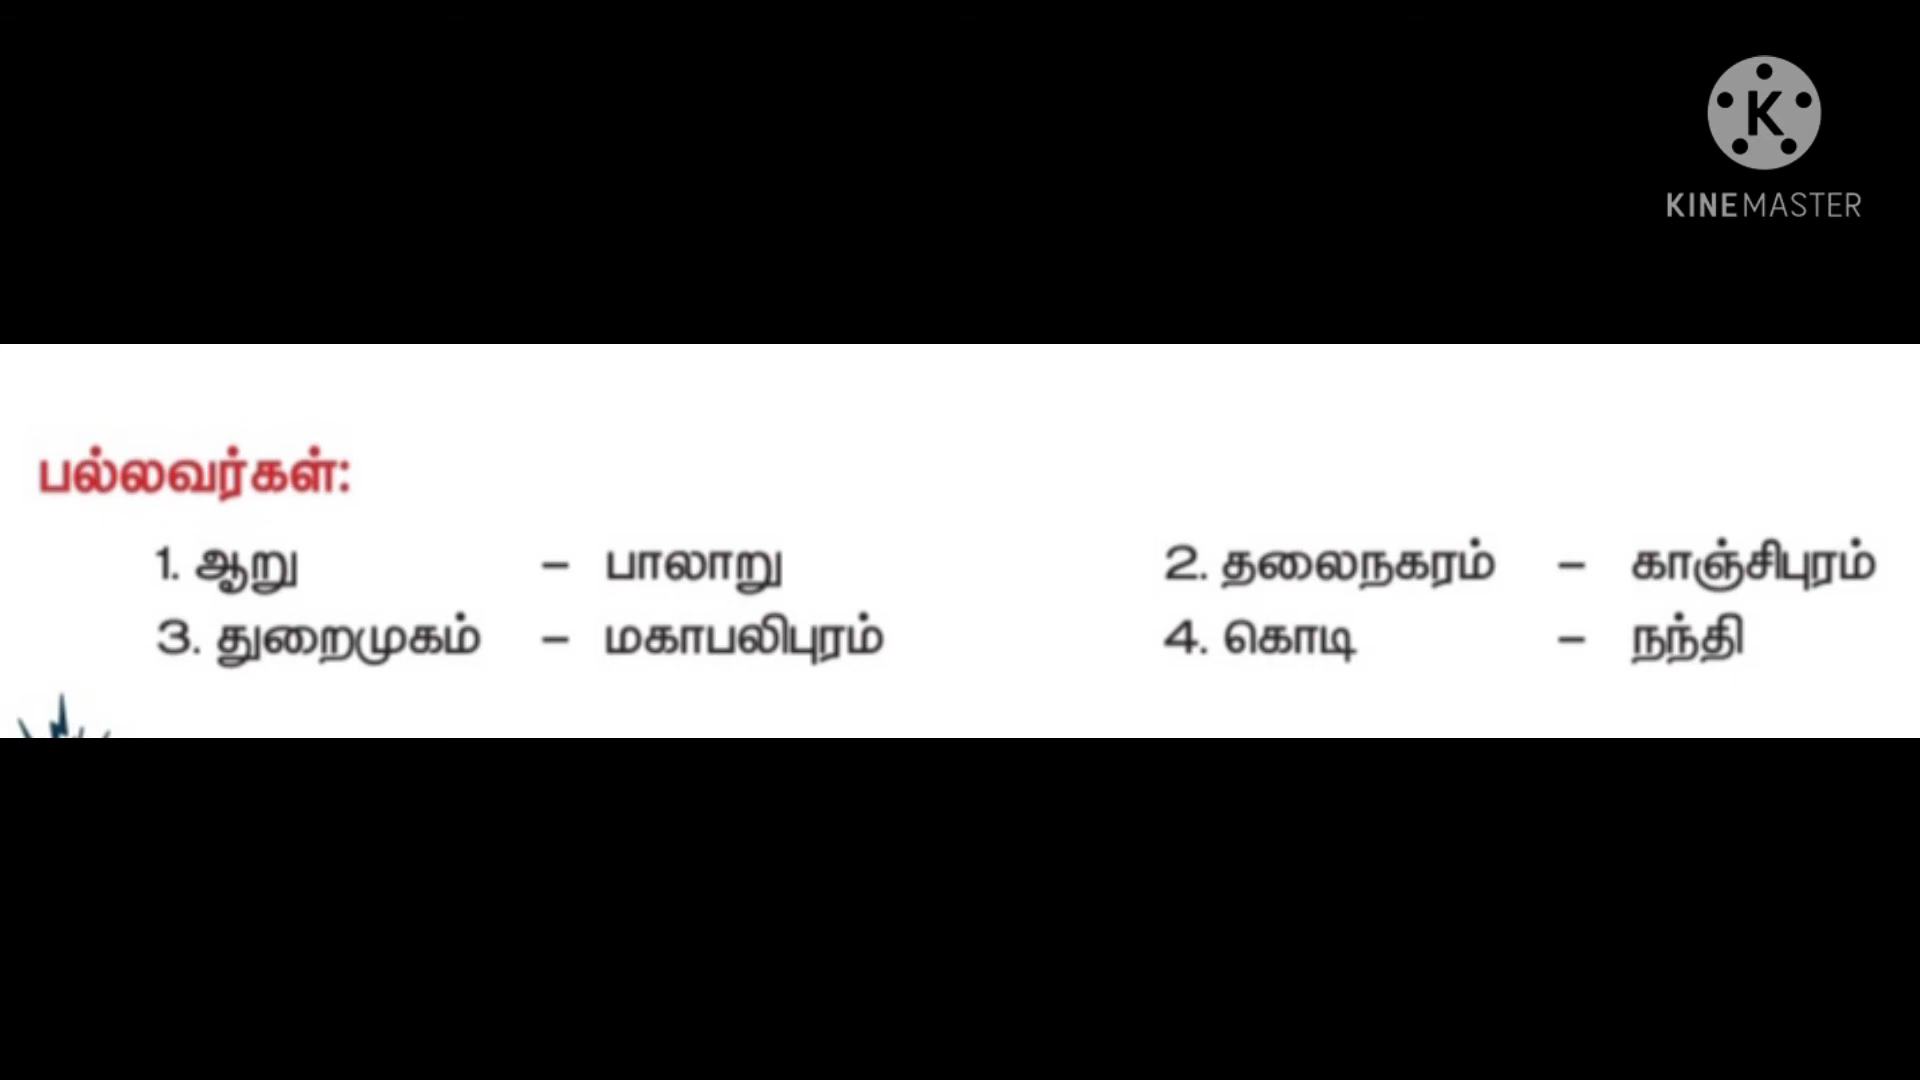 KINEMASTER
பல்லவர்கள்:
1. ஆறு – பாலாறு 2. தலைநகரம் – காஞ்சிபுரம்
3. துறைமுகம் – மகாபலிபுரம் 4. கொடி – நந்தி